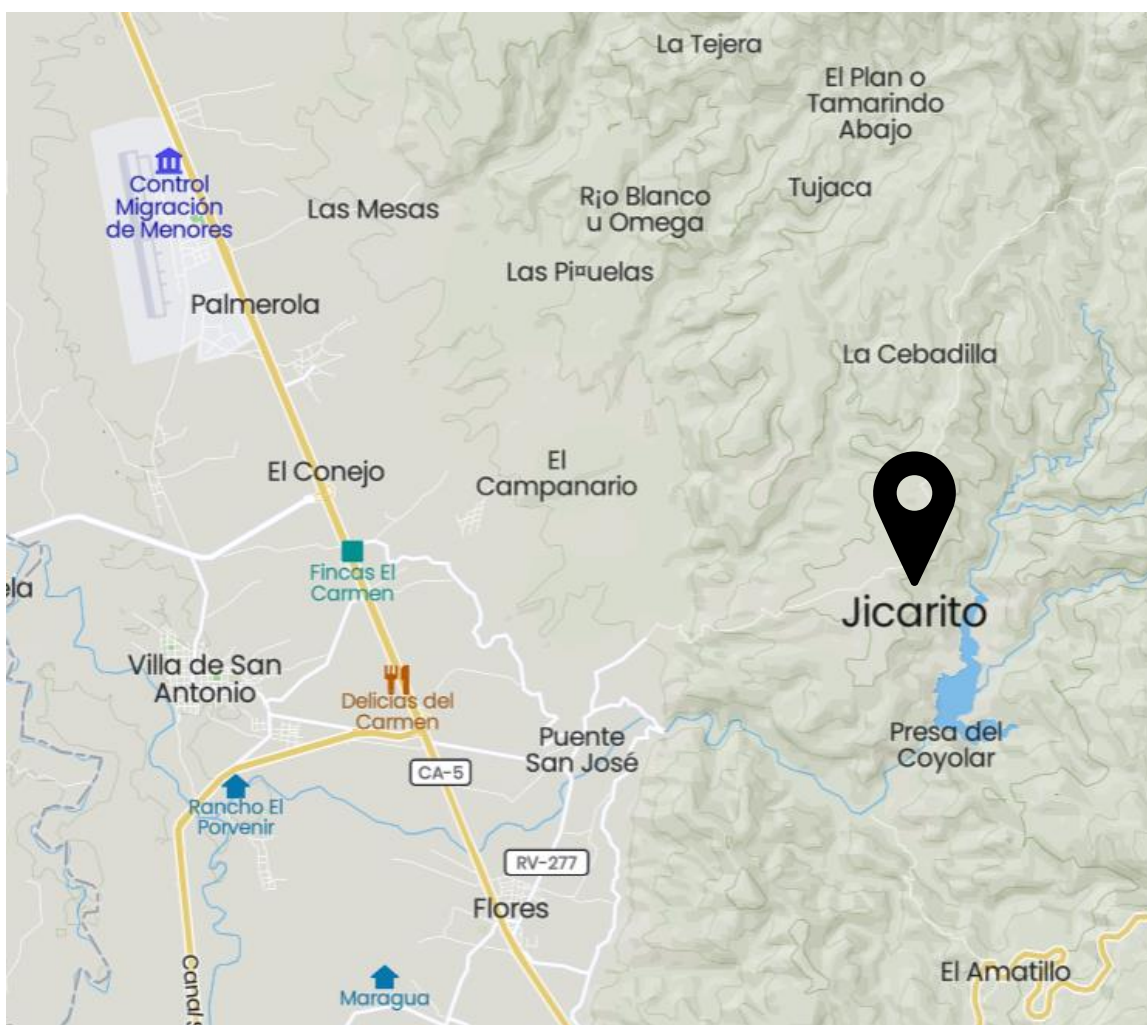 La Tejera
El Plan o
Tamarindo
Abajo
Control
Migración
de Menores
Tujaca
Las Mesas
R¡o Blanco
u Omega
Las Pi¤uelas
Palmerola
La Cebadilla
El Conejo
El
Campanario
Fincas El
Carmen
ela
Jicarito
Villa de San
Antonio
Delicias del
Carmen
Puente
San José
Presa del
Coyolar
CA-5
Rancho El
Porvenir
RV-277
Flores
El Amatillo
Canal S
Maragua